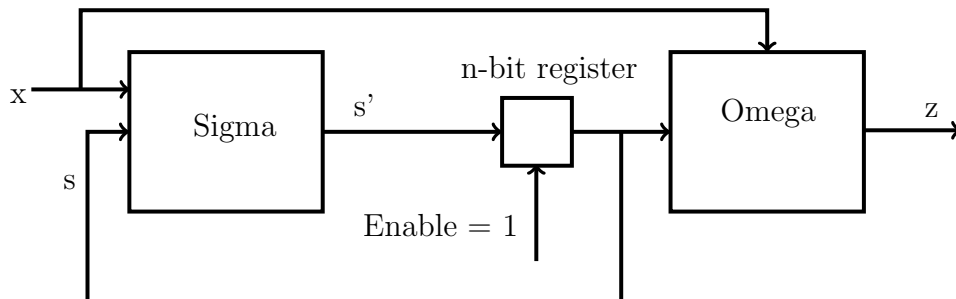 n-bit register
x
Sigma
s'
Omega
z
s
Enable = 1